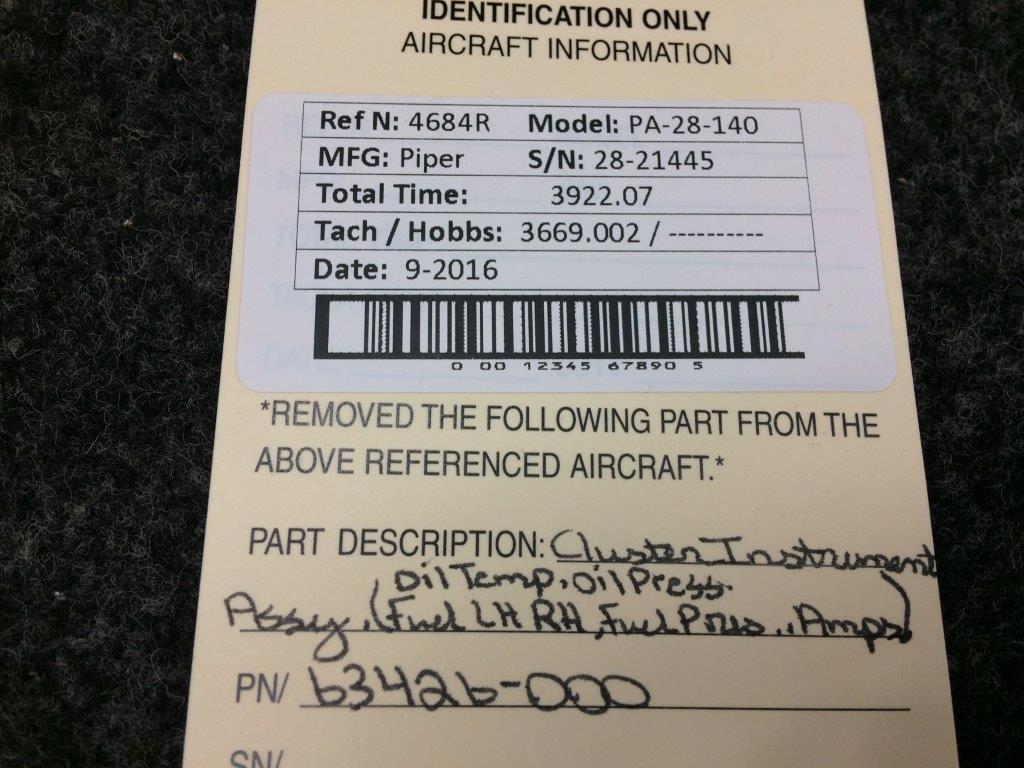 IDENTIFICATION ONLY
AIRCRAFT INFORMATION
Ref N: 4684R Model: PA-28-140
MFG: Piper S/N: 28-21445
Total Time: 3922.07
Tach / Hobbs: 3669.002 / ----------
Date: 9-2016
0 00 12345 67890 5
*REMOVED THE FOLLOWING PART FROM THE
ABOVE REFERENCED AIRCRAFT.*
PART DESCRIPTION: Cluster Instrument
Oil Temp, Oil Press.
Assy, (Fuel LH RH, Fuel Pres., Amps)
PN/ 63426-000
SN/